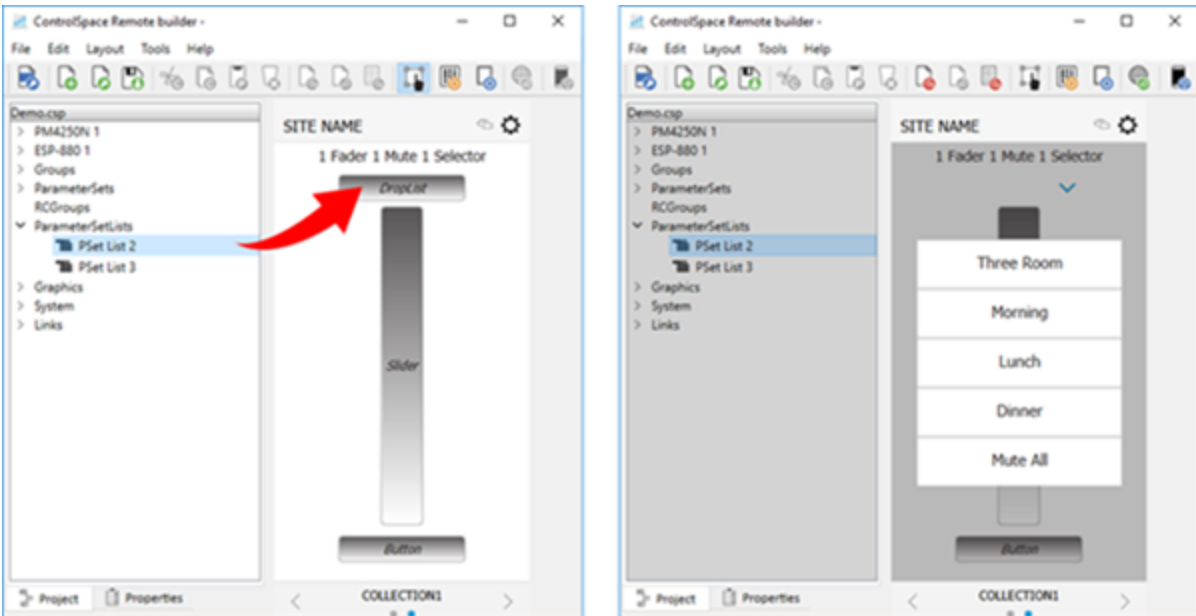 ControlSpace Remote builder -
File Edit Layout Tools Help
Demo.csp
PM4250N 1
ESP-880 1
Groups
ParameterSets
RCGroups
ParameterSetLists
PSet List 2
PSet List 3
Graphics
System
Links
SITE NAME
1 Fader 1 Mute 1 Selector
DropList
Slider
Button
Project Properties
COLLECTION1
ControlSpace Remote builder -
File Edit Layout Tools Help
Demo.csp
PM4250N 1
ESP-880 1
Groups
ParameterSets
RCGroups
ParameterSetLists
PSet List 2
PSet List 3
Graphics
System
Links
SITE NAME
1 Fader 1 Mute 1 Selector
Three Room
Morning
Lunch
Dinner
Mute All
Button
Project Properties
COLLECTION1